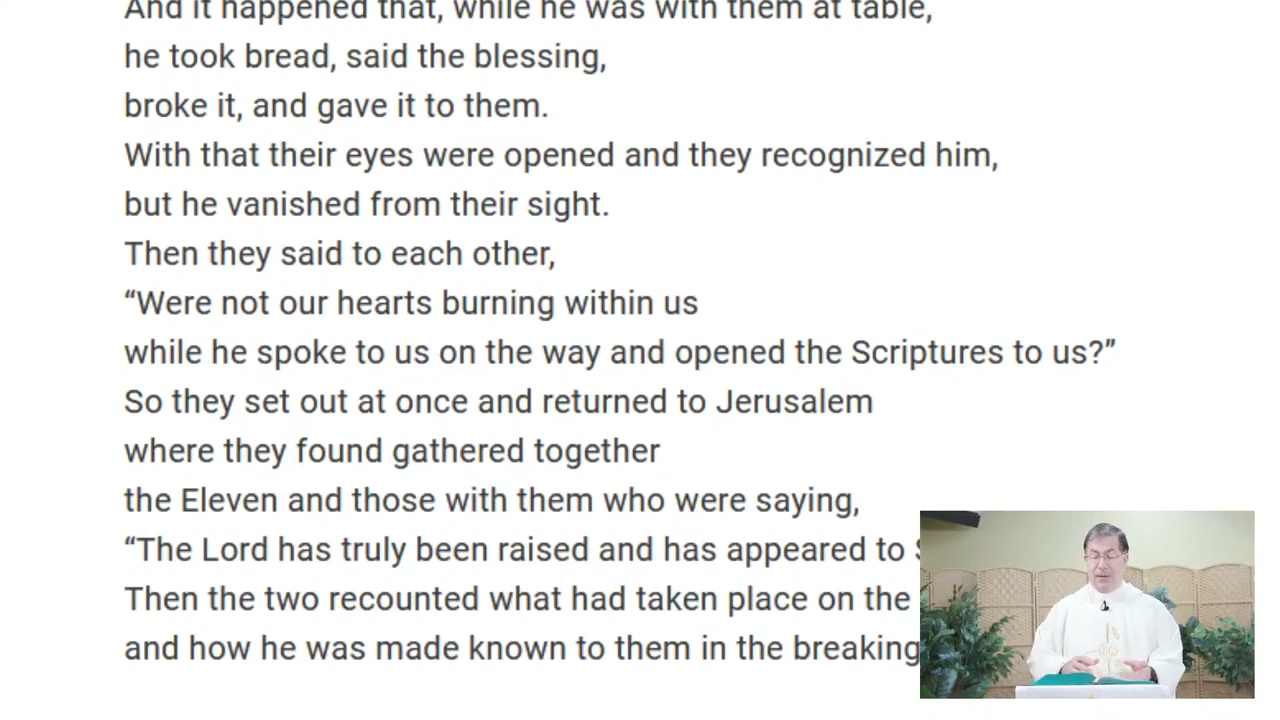 And it happened that, while he was with them at table,
he took bread, said the blessing,
broke it, and gave it to them.
With that their eyes were opened and they recognized him,
but he vanished from their sight.
Then they said to each other,
“Were not our hearts burning within us
while he spoke to us on the way and opened the Scriptures to us?”
So they set out at once and returned to Jerusalem
where they found gathered together
the Eleven and those with them who were saying,
“The Lord has truly been raised and has appeared to
Then the two recounted what had taken place on the
and how he was made known to them in the breaking